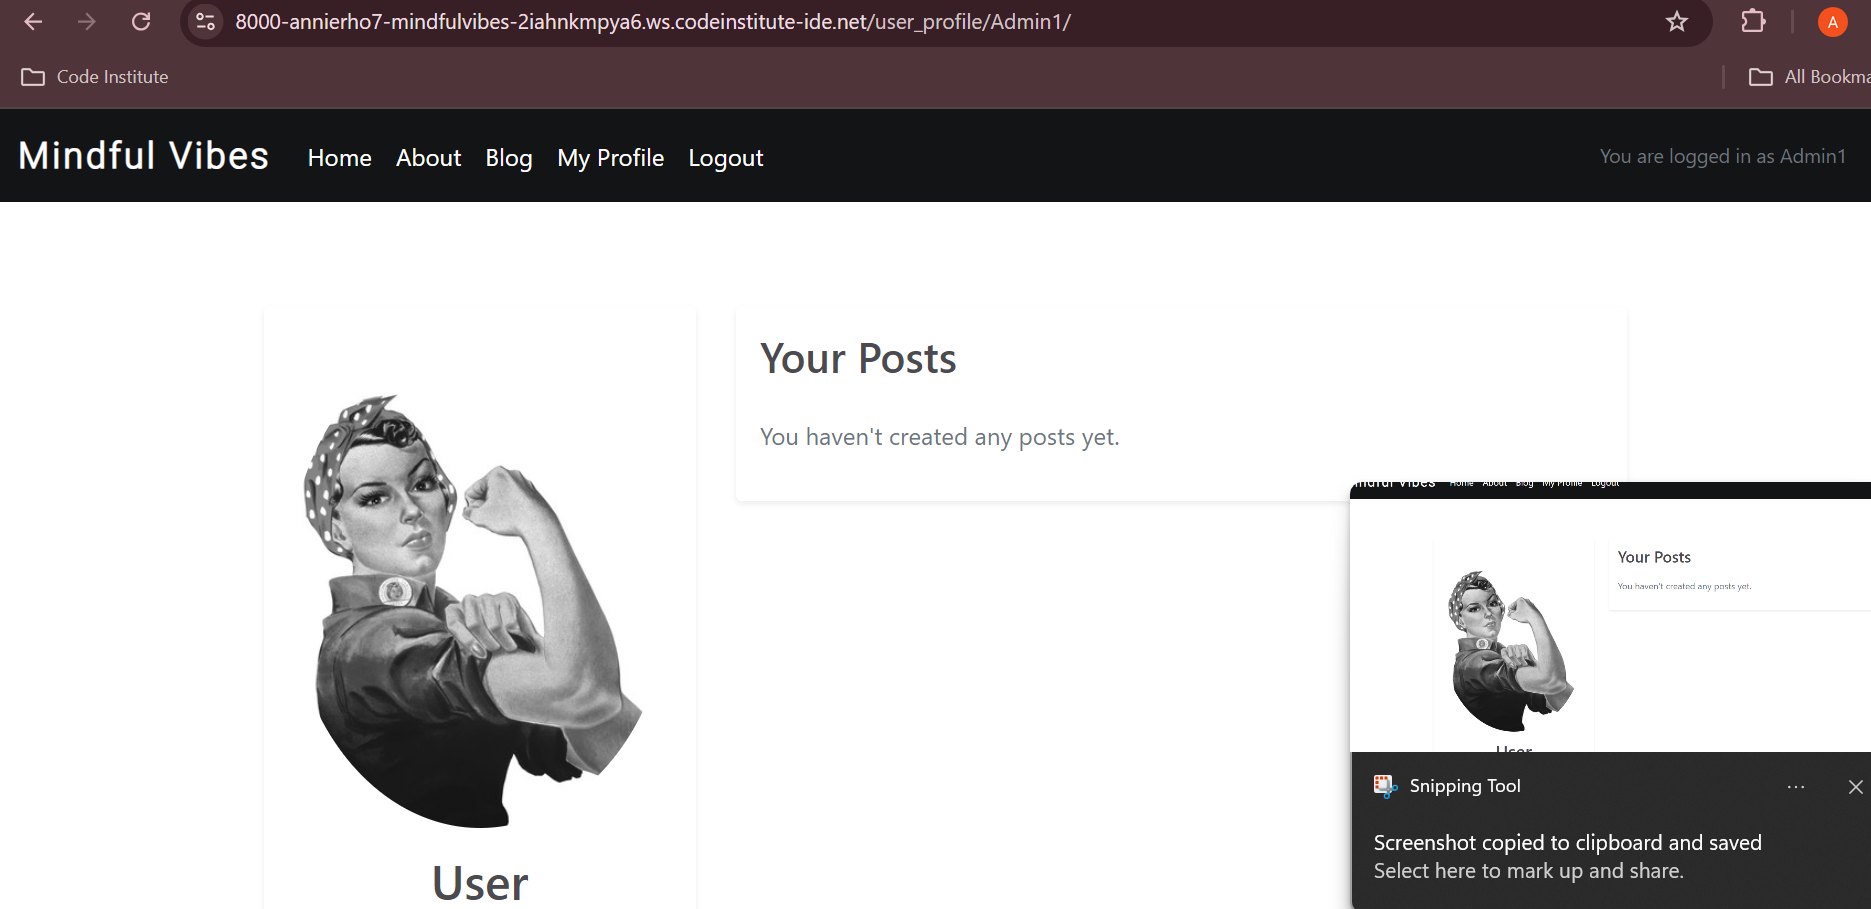 8000-annierho7-mindfulvibes-2iahnkmpya6.ws.codeinstitute-ide.net/user_profile/Admin1/
A
Code Institute
All Bookma
Mindful Vibes Home About Blog My Profile Logout You are logged in as Admin1
Your Posts
You haven't created any posts yet.
User
indful Vibes Home About Blog My Profile Logout
Your Posts
You haven't created any posts yet.
User
Snipping Tool
Screenshot copied to clipboard and saved
Select here to mark up and share.